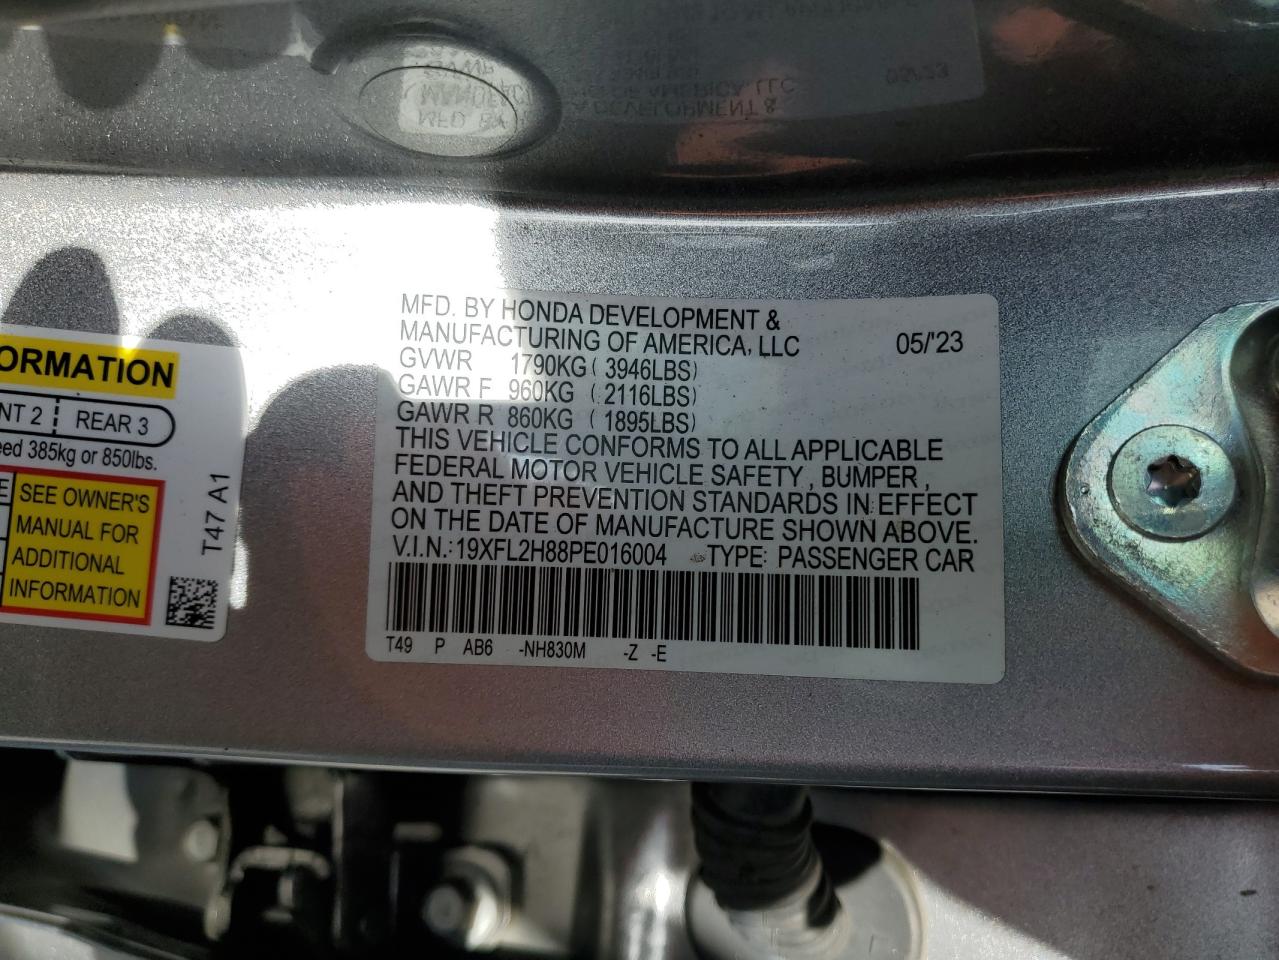 MFD. BY HONDA DEVELOPMENT &
MANUFACTURING OF AMERICA, LLC 05/'23
GVWR 1790KG ( 3946LBS)
GAWR F 960KG ( 2116LBS)
GAWR R 860KG ( 1895LBS)
THIS VEHICLE CONFORMS TO ALL APPLICABLE
FEDERAL MOTOR VEHICLE SAFETY, BUMPER,
AND THEFT PREVENTION STANDARDS IN EFFECT
ON THE DATE OF MANUFACTURE SHOWN ABOVE.
V.I.N.: 19XFL2H88PE016004 TYPE: PASSENGER CAR
T49 P AB6 -NH830M -Z -E
ORMATION
NT 2 REAR 3
eed 385kg or 850lbs.
SEE OWNER'S
MANUAL FOR
ADDITIONAL
INFORMATION
T47 A1